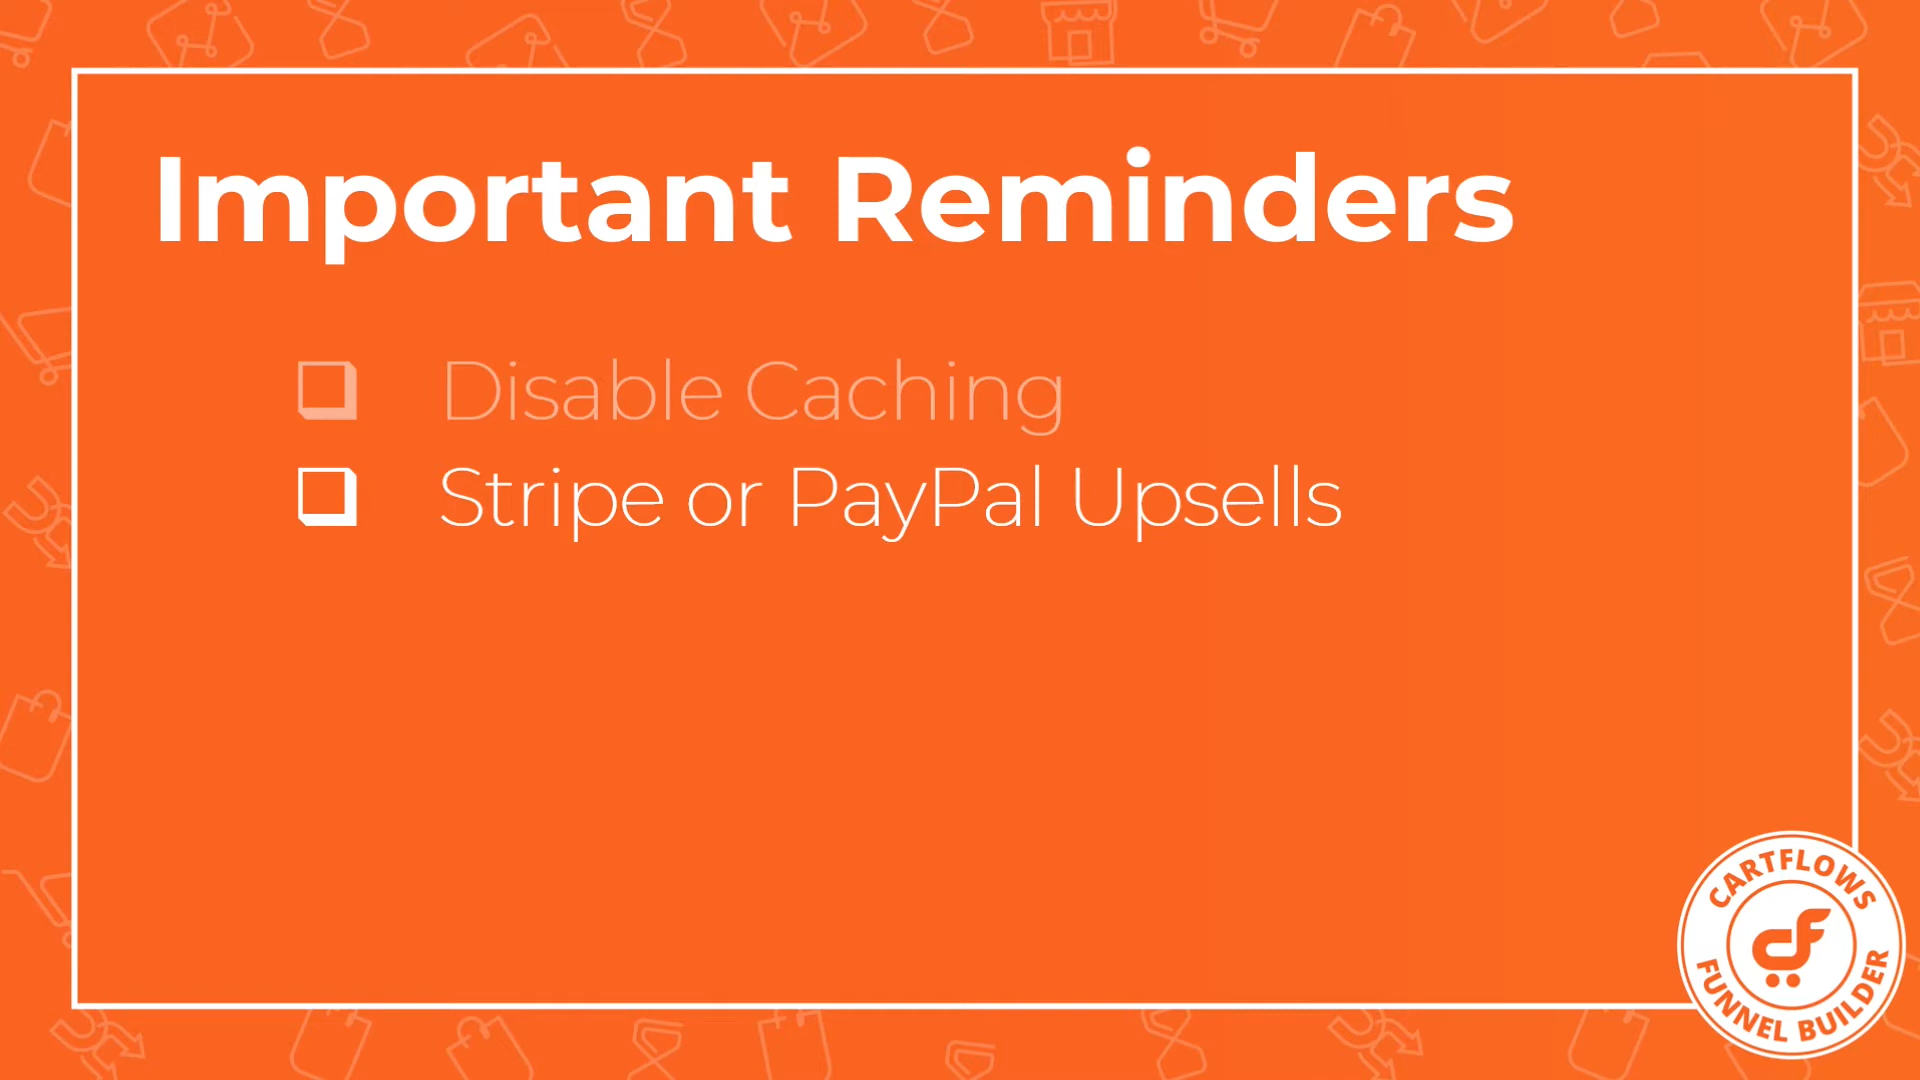 Important Reminders
❑ Disable Caching
❑ Stripe or PayPal Upsells
CARTFLOWS
FUNNEL BUILDER